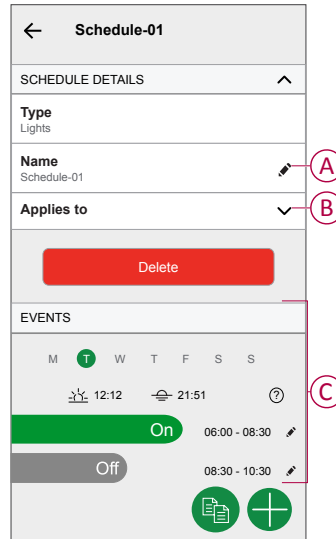 Schedule-01
SCHEDULE DETAILS
Type
Lights
Name
Schedule-01
A
Applies to
B
Delete
EVENTS
M T W T F S S
12:12 21:51 ?
C
On 06:00 - 08:30
Off 08:30 - 10:30